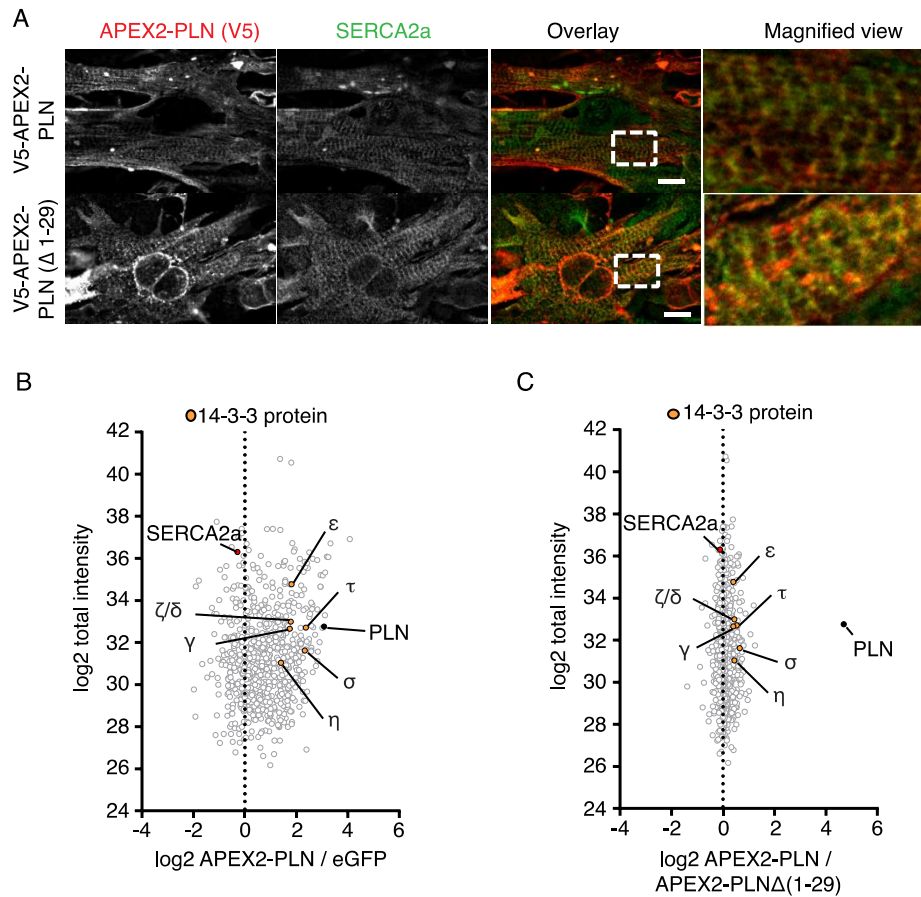 A
APEX2-PLN (V5) SERCA2a Overlay Magnified view
V5-APEX2-
PLN
V5-APEX2-
PLN (Δ 1-29)
B
14-3-3 protein
42
40
38
36
34
32
30
28
26
24
-4 -2 0 2 4 6
SERCA2a
ε
ζ/δ
τ
γ
PLN
σ
η
log2 total intensity
log2 APEX2-PLN / eGFP
C
14-3-3 protein
42
40
38
36
34
32
30
28
26
24
-4 -2 0 2 4 6
SERCA2a
ε
ζ/δ
τ
γ
PLN
σ
η
log2 total intensity
log2 APEX2-PLN /
APEX2-PLNΔ(1-29)